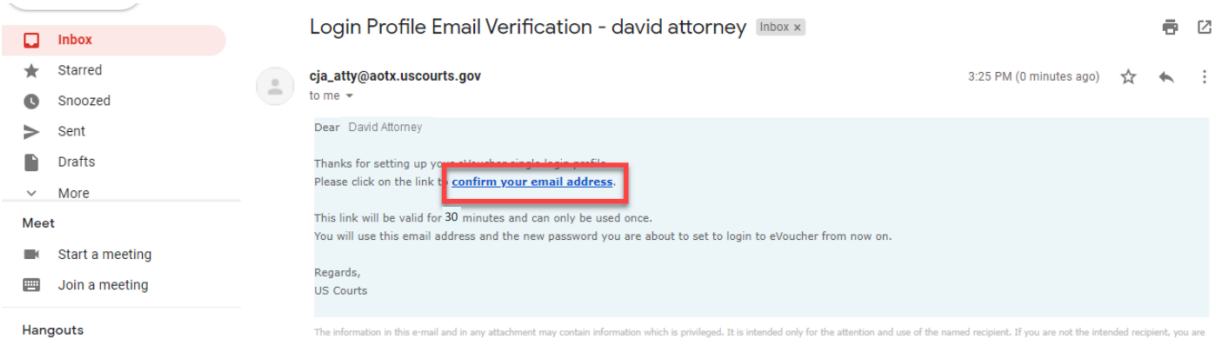 Inbox
Starred
Snoozed
Sent
Drafts
More
Meet
Start a meeting
Join a meeting
Hangouts
Login Profile Email Verification - david attorney Inbox x
cja_atty@aotx.uscourts.gov 3:25 PM (0 minutes ago)
to me
Dear David Attorney
Thanks for setting up your eVoucher single login profile.
Please click on the link to confirm your email address.
This link will be valid for 30 minutes and can only be used once.
You will use this email address and the new password you are about to set to login to eVoucher from now on.
Regards,
US Courts
The information in this e-mail and in any attachment may contain information which is privileged. It is intended only for the attention and use of the named recipient. If you are not the intended recipient, you are